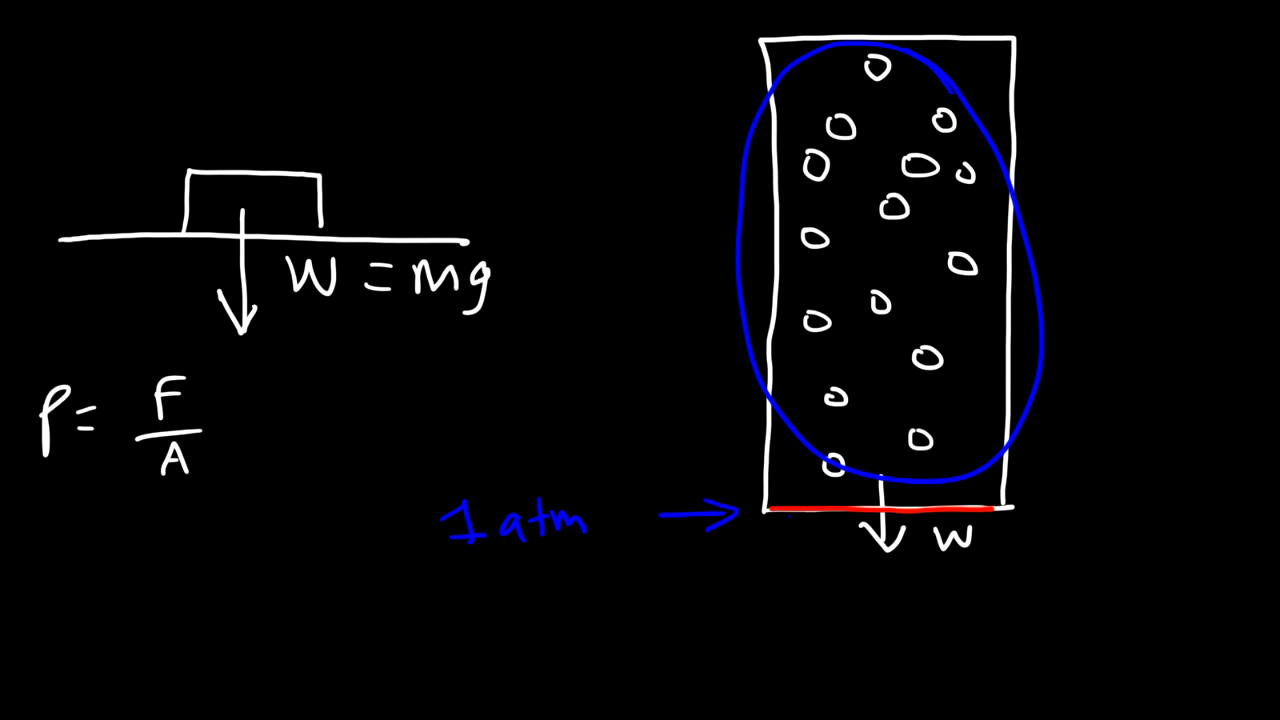 W = mg
P = F/A
1 atm →
W